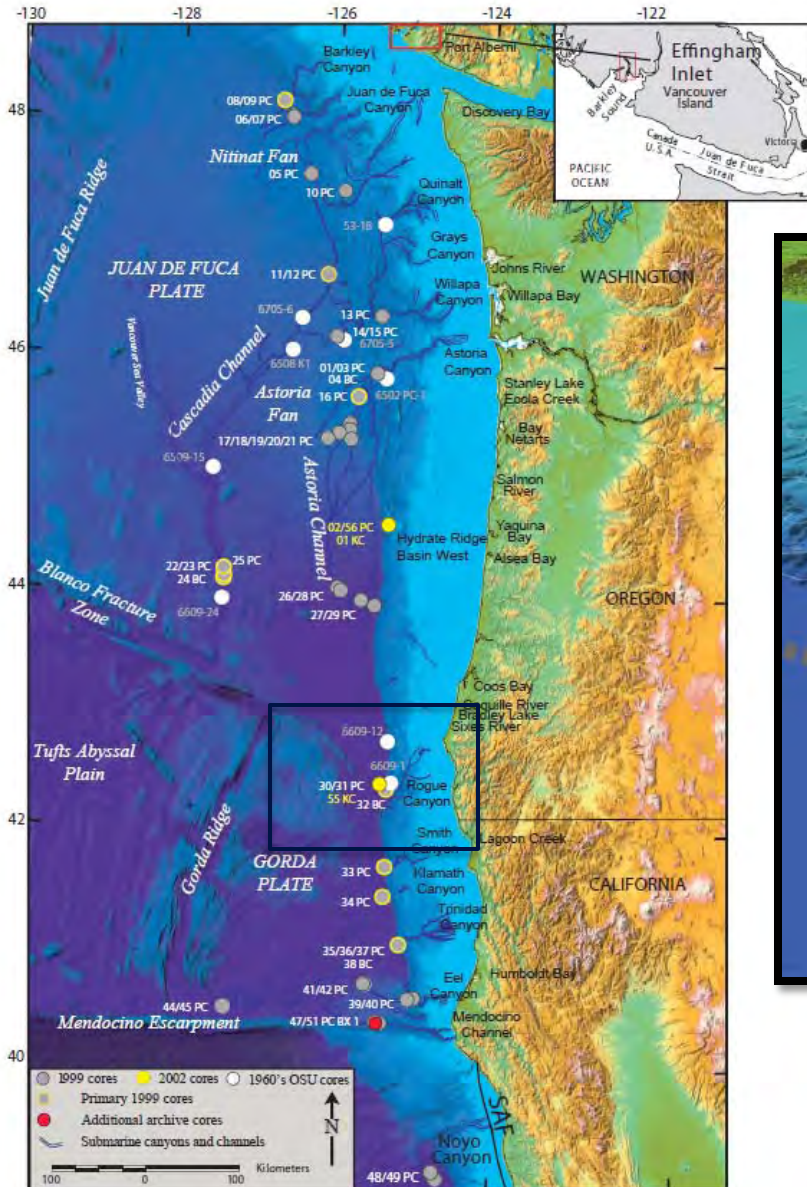 -130
-128
-126
-124
-122
48
46
44
42
40
Barkley
Canyon
Port Alberni
Juan de Fuca
Canyon
Discovery Bay
Effingham
Inlet
Vancouver
Island
Barkley
Sound
Victoria
Canada
U.S.A.
Juan de Fuca
Strait
PACIFIC
OCEAN
08/09 PC
06/07 PC
Nitinat Fan
05 PC
10 PC
Quinalt
Canyon
53-18
Grays
Canyon
Juan de Fuca Ridge
JUAN DE FUCA
PLATE
11/12 PC
Johns River
WASHINGTON
Willapa
Canyon
Willapa Bay
6705-6
13 PC
14/15 PC
6705-5
Vancouver Sea Valley
Cascadia Channel
6508 K1
01/03 PC
04 BC
Astoria
Canyon
Astoria
Fan
16 PC
6502 PC-1
Stanley Lake
Ecola Creek
17/18/19/20/21 PC
Bay
Netarts
6509-15
Astoria Channel
Salmon
River
02/56 PC
01 KC
Hydrate Ridge
Basin West
Yaquina
Bay
Alsea Bay
22/23 PC
24 BC
25 PC
Blanco Fracture
Zone
6609-24
26/28 PC
27/29 PC
OREGON
Coos Bay
Coquille River
Bradley Lake
Sixes River
6609-12
Tufts Abyssal
Plain
6609-1
30/31 PC
55 KC
32 BC
Rogue
Canyon
Gorda Ridge
Smith
Canyon
Lagoon Creek
GORDA
PLATE
33 PC
Klamath
Canyon
CALIFORNIA
34 PC
Trinidad
Canyon
35/36/37 PC
38 BC
Eel
Canyon
Humboldt Bay
41/42 PC
39/40 PC
44/45 PC
Mendocino Escarpment
47/51 PC BX 1
Mendocino
Channel
SAF
Noyo
Canyon
48/49 PC
1999 cores
2002 cores
1960's OSU cores
Primary 1999 cores
Additional archive cores
Submarine canyons and channels
N
Kilometers
100
0
100